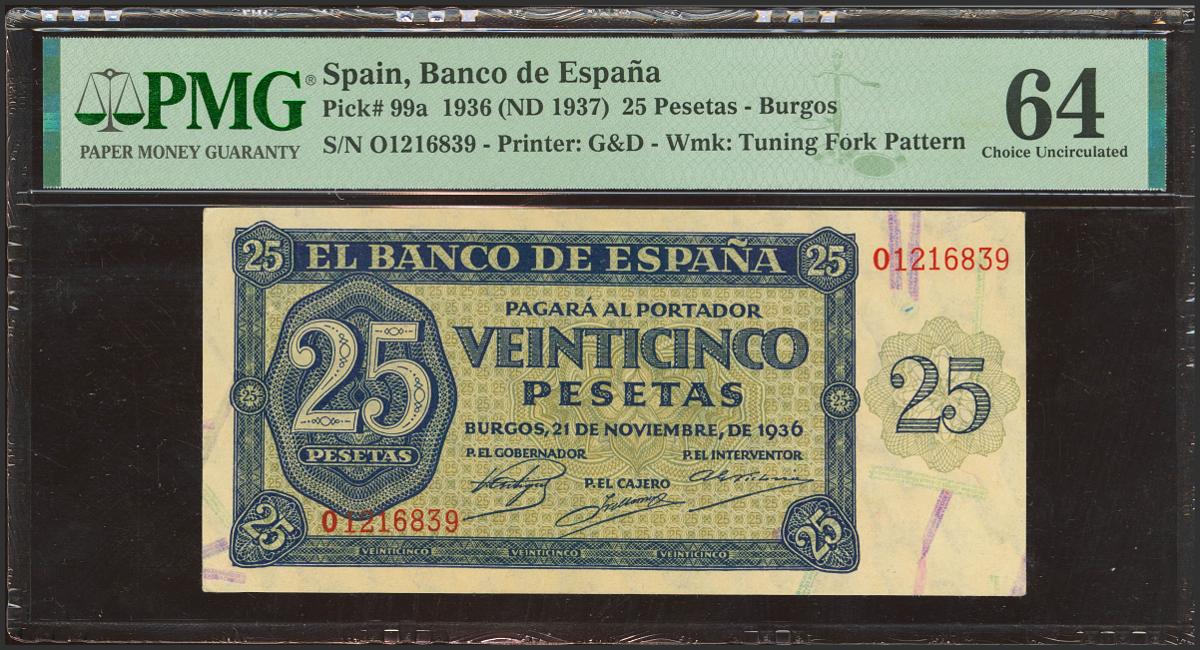 PMG®
PAPER MONEY GUARANTY
Spain, Banco de España
Pick# 99a 1936 (ND 1937) 25 Pesetas - Burgos
S/N O1216839 - Printer: G&D - Wmk: Tuning Fork Pattern
64
Choice Uncirculated
25 EL BANCO DE ESPAÑA 25
O1216839
PAGARÁ AL PORTADOR
VEINTICINCO
PESETAS
25
PESETAS
25
25
25
BURGOS, 21 DE NOVIEMBRE, DE 1936
P. EL GOBERNADOR
P. EL CAJERO
P. EL INTERVENTOR
O1216839
25
25
VEINTICINCO VEINTICINCO VEINTICINCO